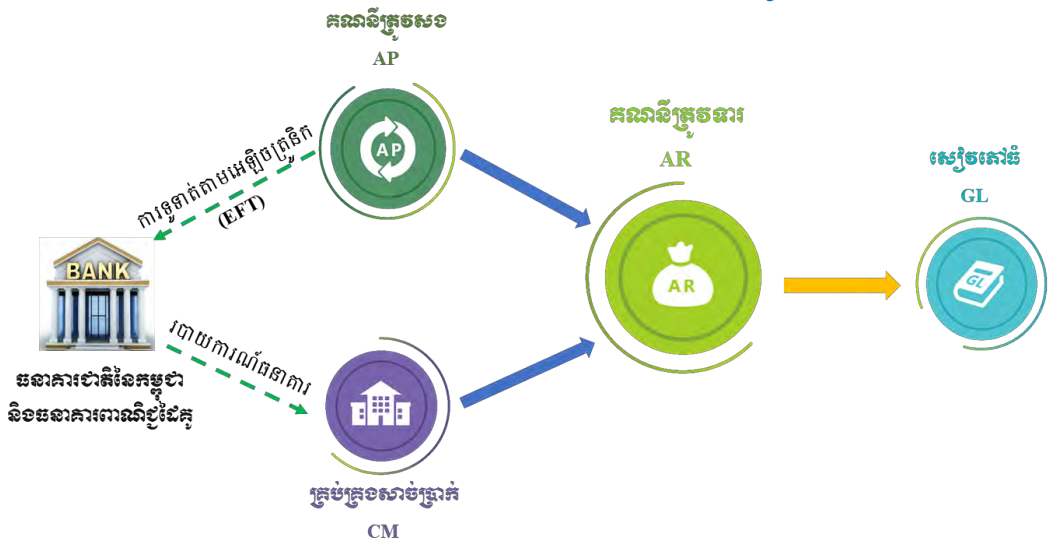 គណនីត្រូវសង
AP
AP
ការទូទាត់តាមអេឡិចត្រូនិក
(EFT)
BANK
ធនាគារជាតិនៃកម្ពុជា
និងធនាគារពាណិជ្ជដៃគូ
របាយការណ៍ធនាគារ
គ្រប់គ្រងសាច់ប្រាក់
CM
គណនីត្រូវទារ
AR
AR
សៀវភៅធំ
GL
GL